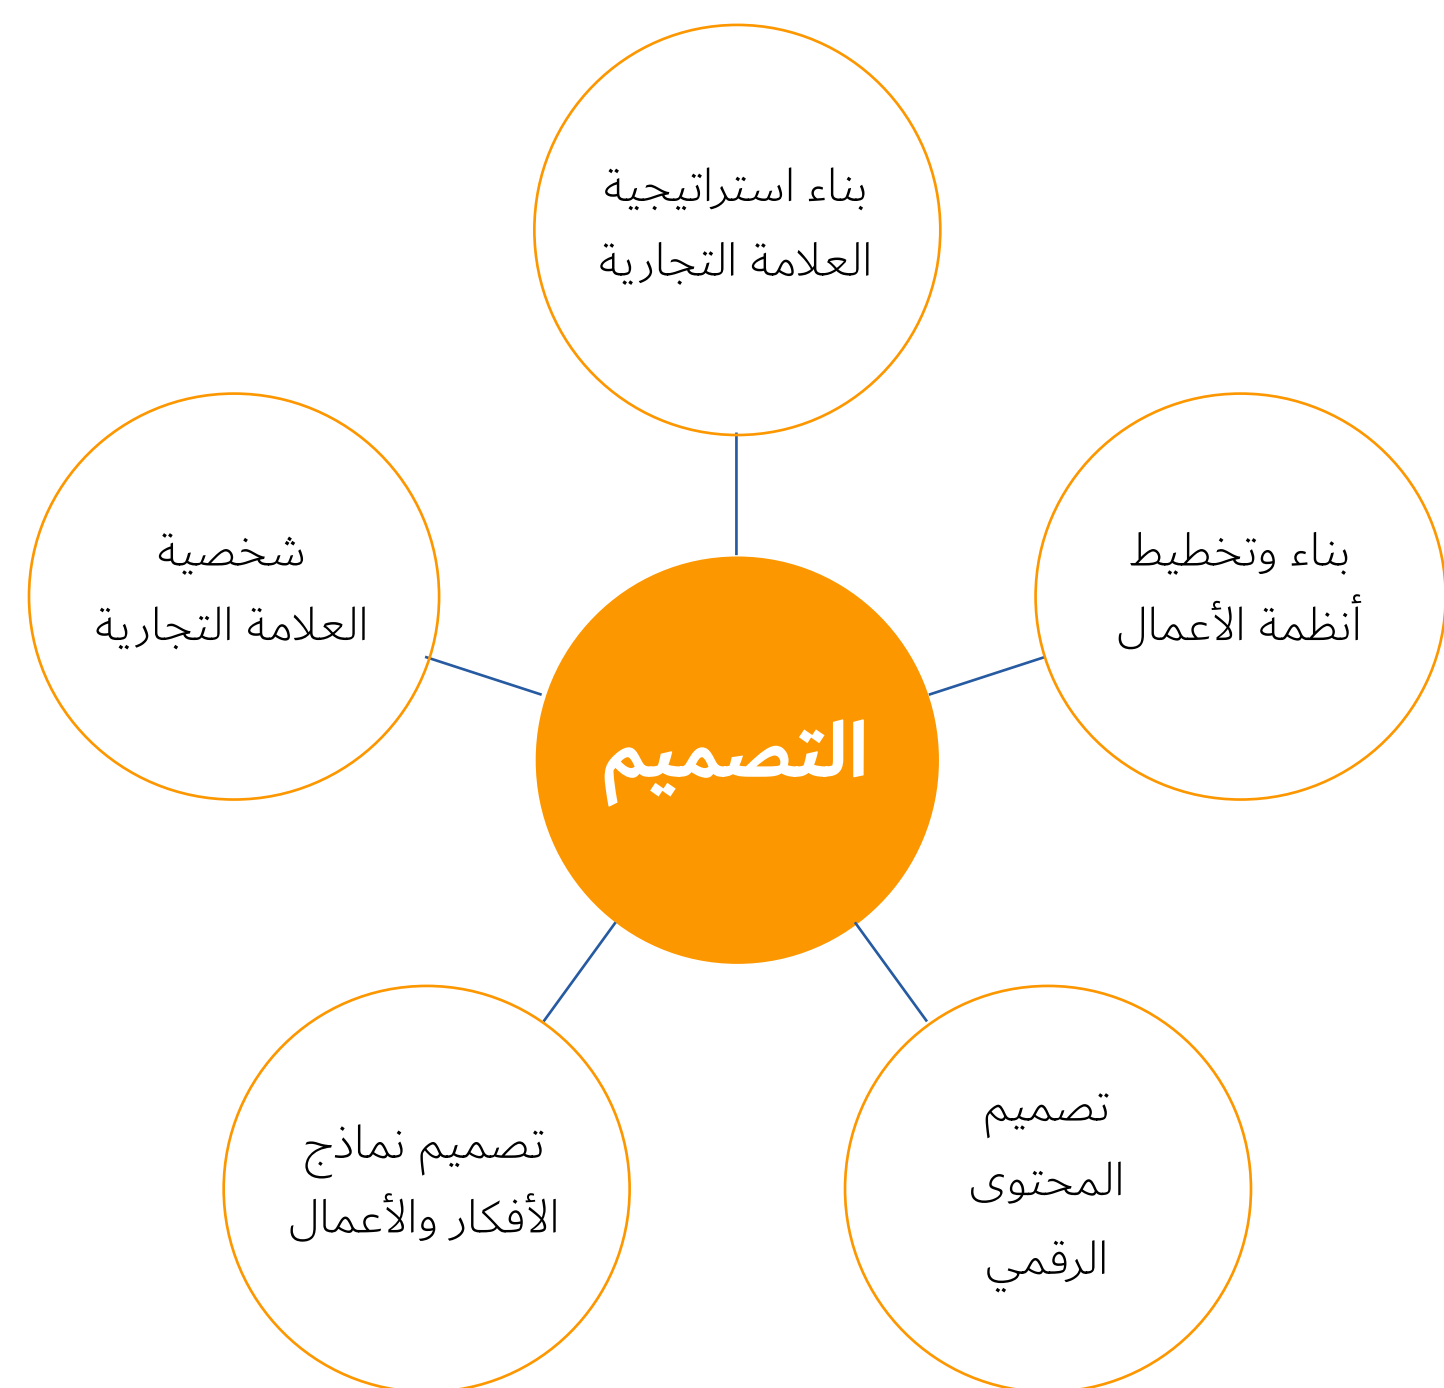 بناء استراتيجية
العلامة التجارية
بناء وتخطيط
أنظمة الأعمال
شخصية
العلامة التجارية
التصميم
تصميم
المحتوى
الرقمي
تصميم نماذج
الأفكار والأعمال